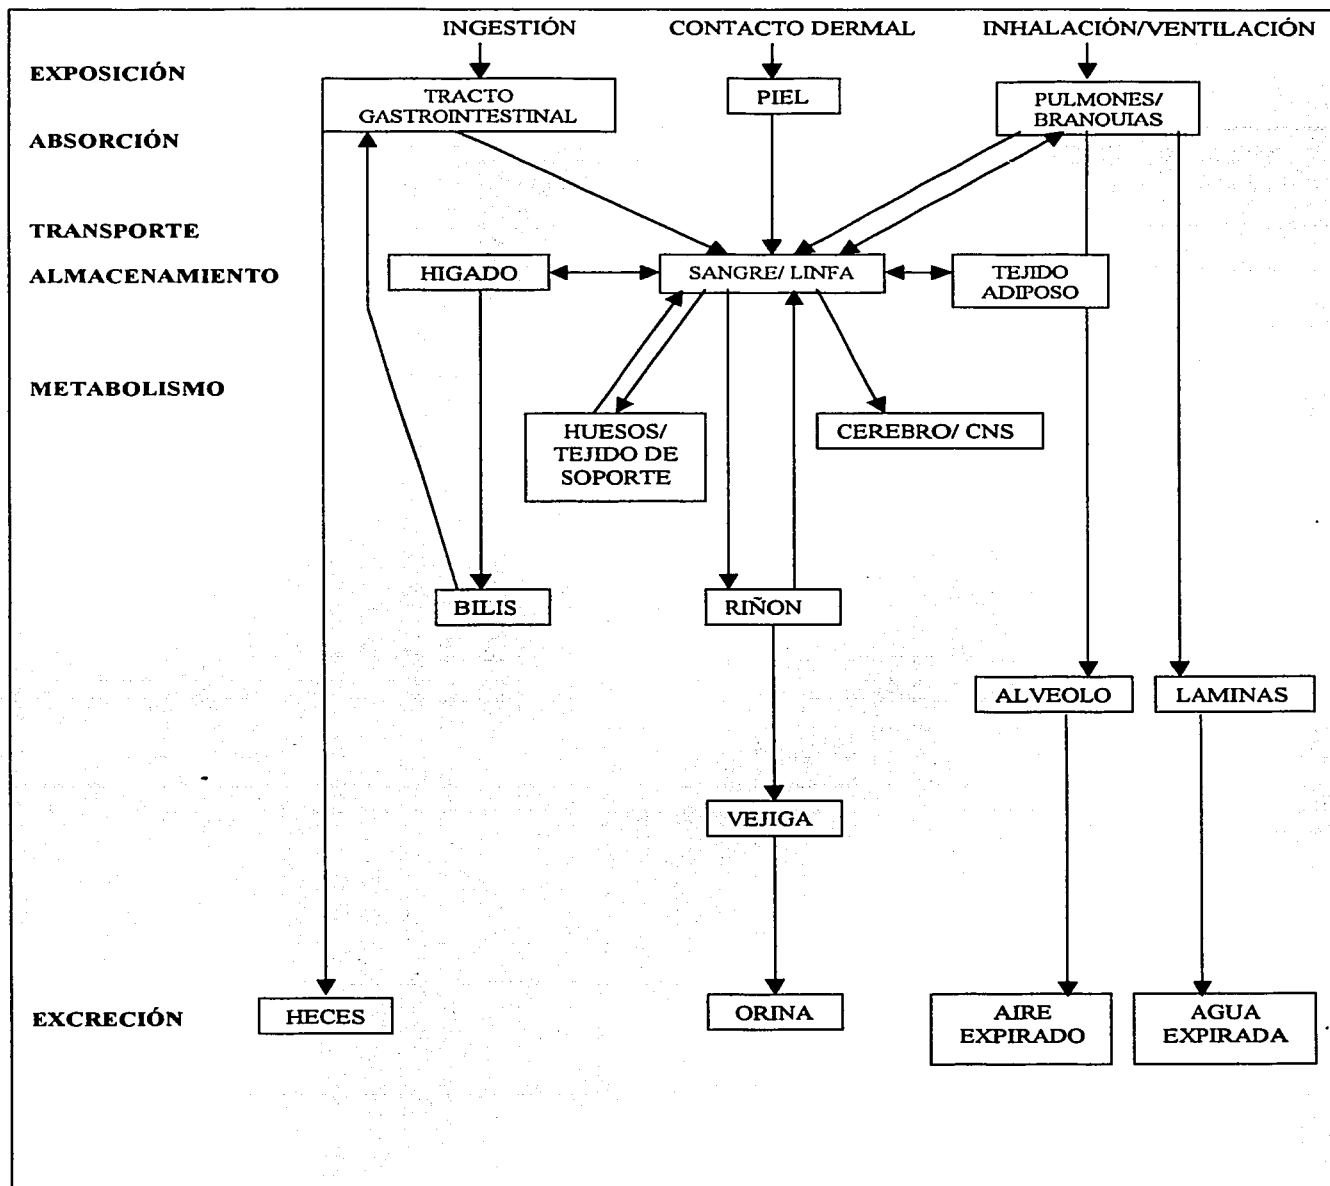 INGESTIÓN
CONTACTO DERMAL
INHALACIÓN/VENTILACIÓN
EXPOSICIÓN
TRACTO
GASTROINTESTINAL
PIEL
PULMONES/
BRANQUIAS
ABSORCIÓN
TRANSPORTE
ALMACENAMIENTO
HIGADO
SANGRE/ LINFA
TEJIDO
ADIPOSO
METABOLISMO
HUESOS/
TEJIDO DE
SOPORTE
CEREBRO/ CNS
BILIS
RIÑON
ALVEOLO
LAMINAS
VEJIGA
EXCRECIÓN
HECES
ORINA
AIRE
EXPIRADO
AGUA
EXPIRADA